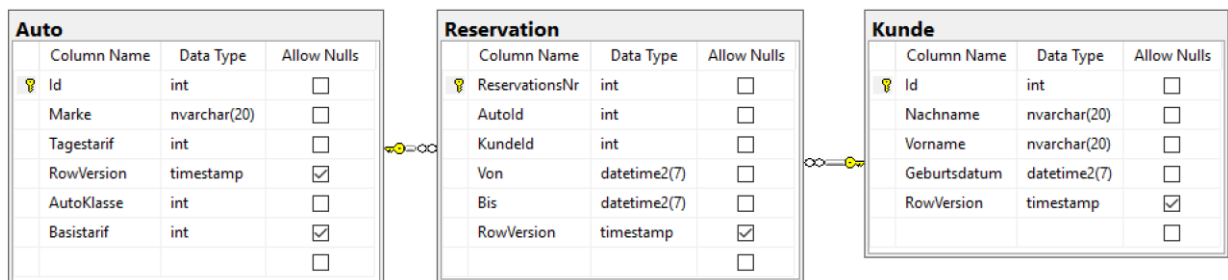 Auto
Column Name Data Type Allow Nulls
Id int
Marke nvarchar(20)
Tagestarif int
RowVersion timestamp
AutoKlasse int
Basistarif int
Reservation
Column Name Data Type Allow Nulls
ReservationsNr int
AutoId int
KundeId int
Von datetime2(7)
Bis datetime2(7)
RowVersion timestamp
Kunde
Column Name Data Type Allow Nulls
Id int
Nachname nvarchar(20)
Vorname nvarchar(20)
Geburtsdatum datetime2(7)
RowVersion timestamp